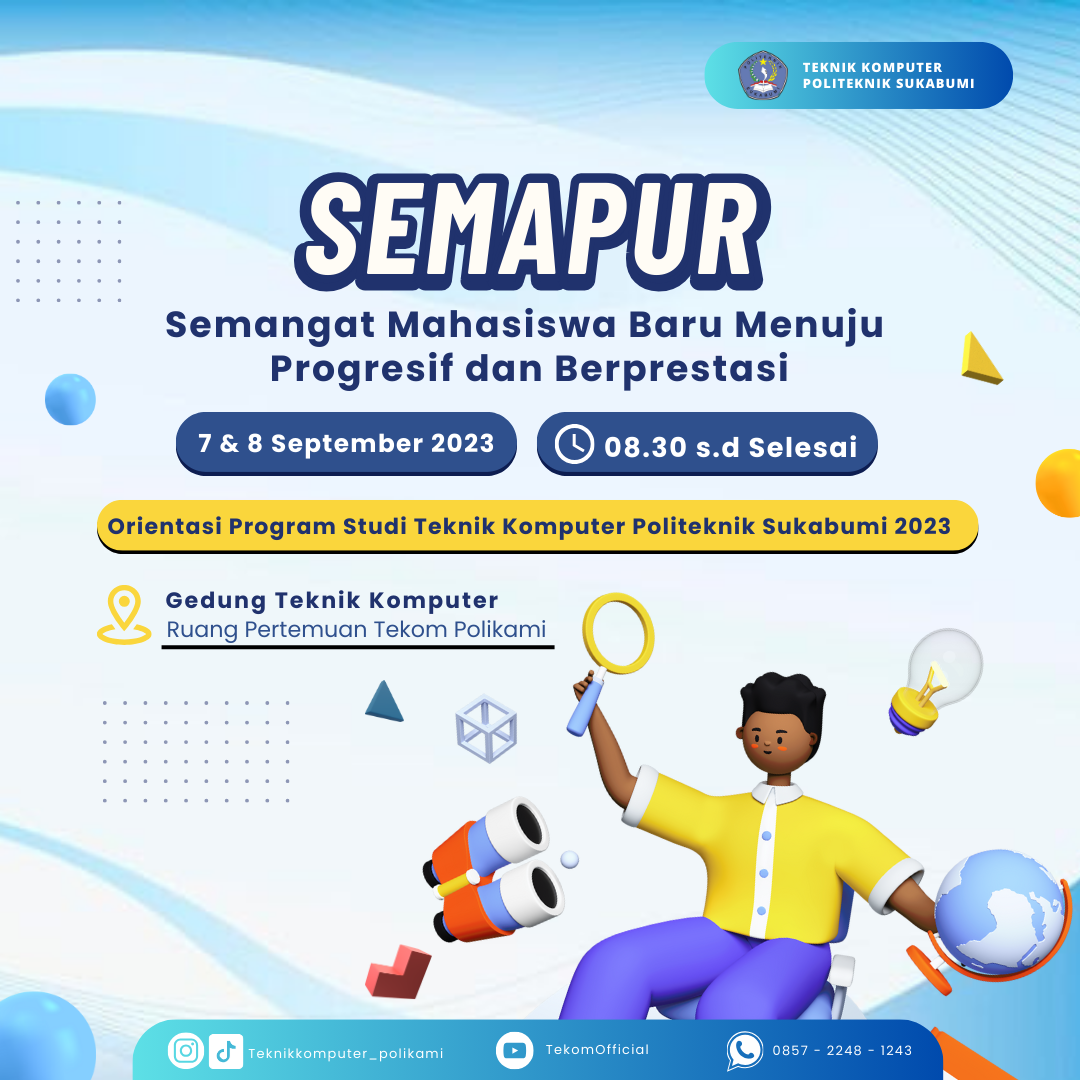 TEKNIK KOMPUTER
POLITEKNIK SUKABUMI
SEMAPUR
Semangat Mahasiswa Baru Menuju
Progresif dan Berprestasi
7 & 8 September 2023
08.30 s.d Selesai
Orientasi Program Studi Teknik Komputer Politeknik Sukabumi 2023
Gedung Teknik Komputer
Ruang Pertemuan Tekom Polikami
Teknikkomputer_polikami
TekomOfficial
0857 - 2248 - 1243